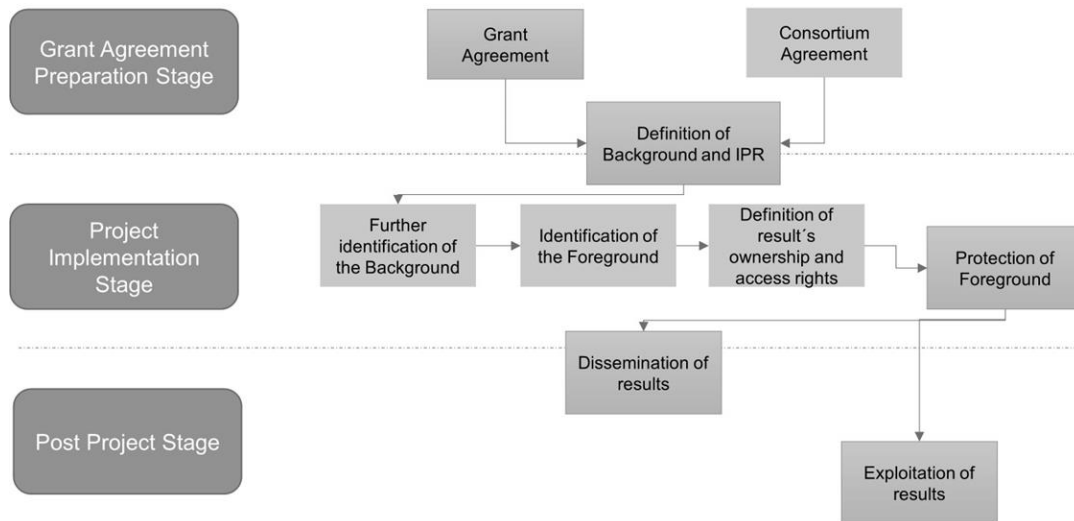 Grant Agreement
Preparation Stage
Grant
Agreement
Consortium
Agreement
Definition of
Background and IPR
Project
Implementation
Stage
Further
identification of
the Background
Identification of
the Foreground
Definition of
result´s
ownership and
access rights
Protection of
Foreground
Dissemination of
results
Post Project Stage
Exploitation of
results